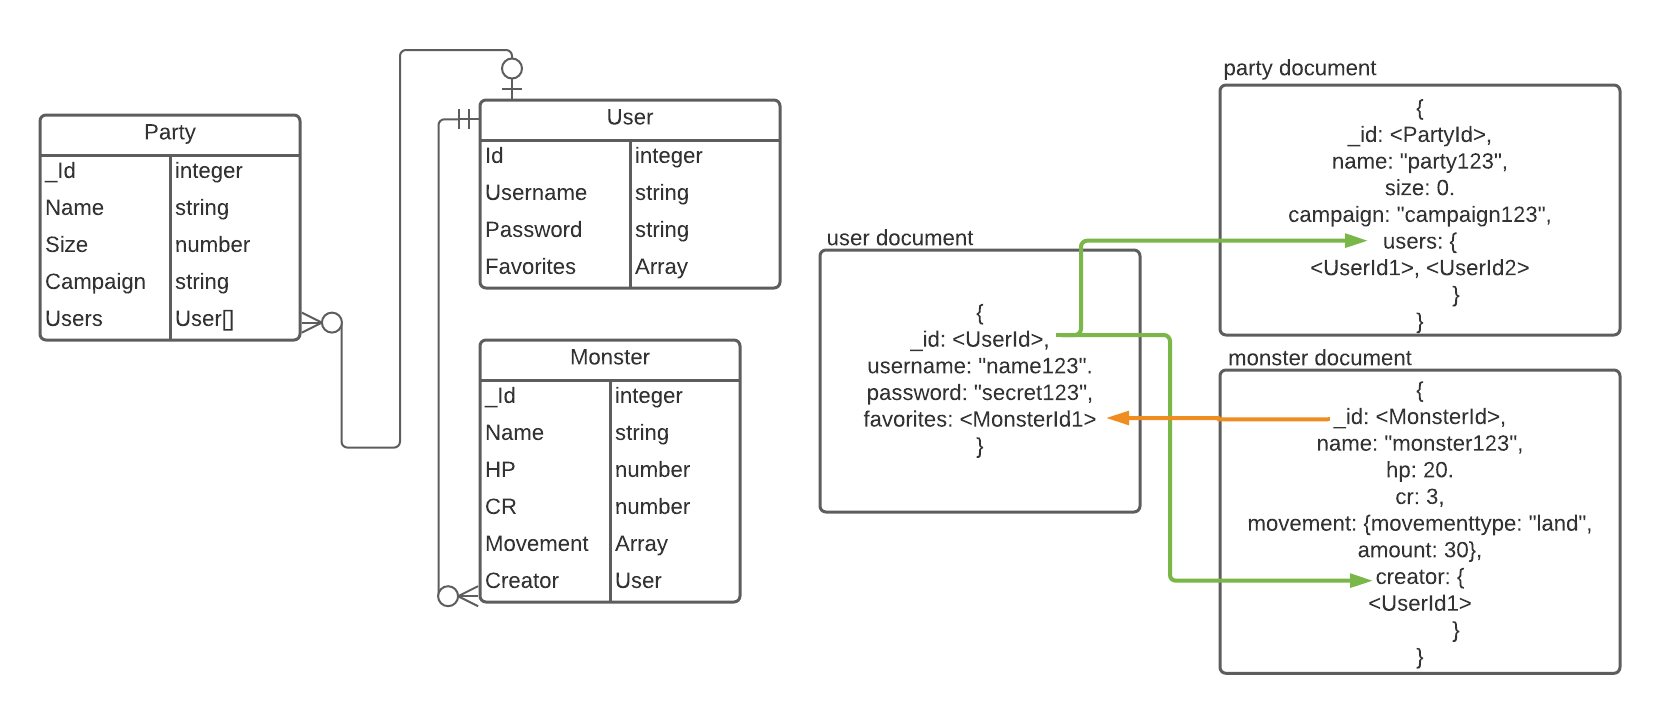 Party
_Id integer
Name string
Size number
Campaign string
Users User[]
User
Id integer
Username string
Password string
Favorites Array
Monster
_Id integer
Name string
HP number
CR number
Movement Array
Creator User
user document
{
_id: <UserId>,
username: "name123".
password: "secret123",
favorites: <MonsterId1>
}
party document
{
_id: <PartyId>,
name: "party123",
size: 0.
campaign: "campaign123",
users: {
<UserId1>, <UserId2>
}
}
monster document
{
_id: <MonsterId>,
name: "monster123",
hp: 20.
cr: 3,
movement: {movementtype: "land",
amount: 30},
creator: {
<UserId1>
}
}